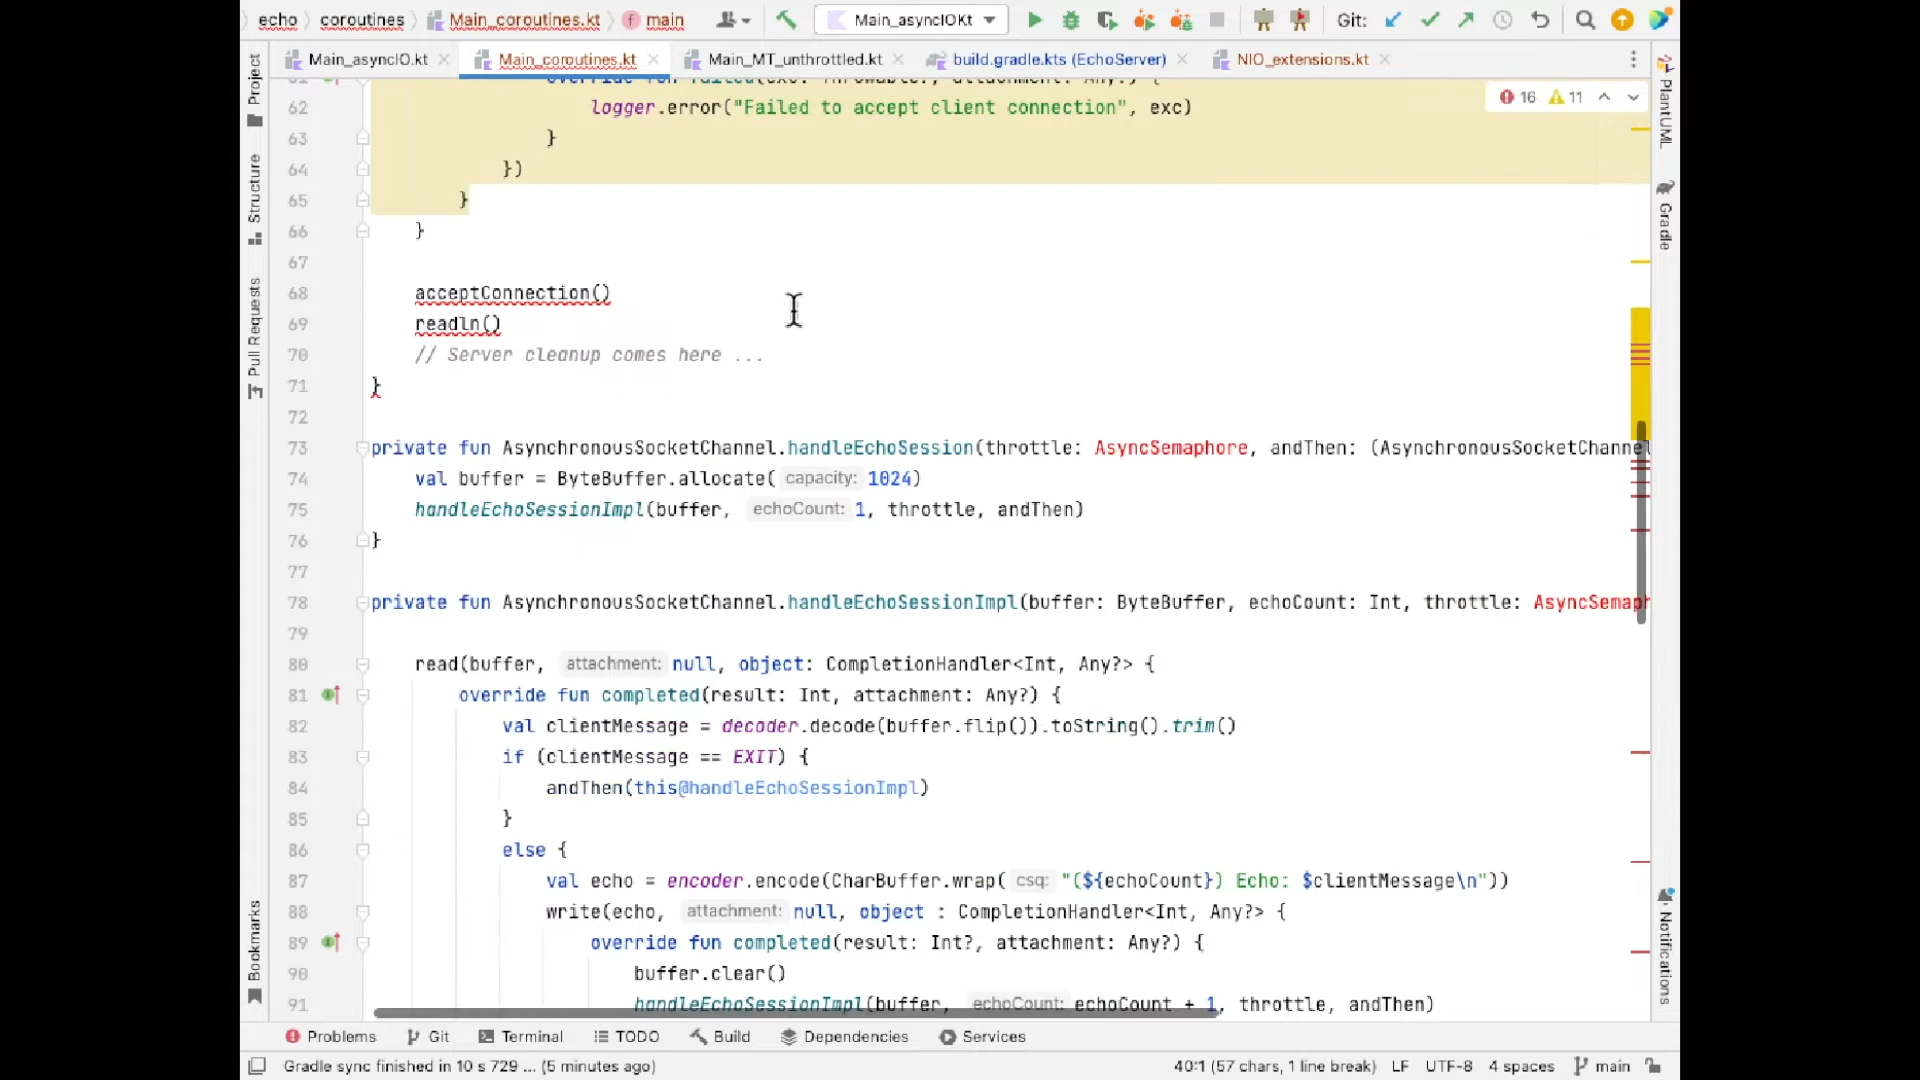 echo coroutines Main_coroutines.kt main Main_asyncIOKt Git:
Main_asyncIO.kt Main_coroutines.kt Main_MT_unthrottled.kt build.gradle.kts (EchoServer) NIO_extensions.kt
Project
Structure
Pull Requests
Bookmarks
16 11
62 logger.error("Failed to accept client connection", exc)
63 }
64 })
65 }
66 }
67
68 acceptConnection()
69 readln()
70 // Server cleanup comes here ...
71 }
72
73 private fun AsynchronousSocketChannel.handleEchoSession(throttle: AsyncSemaphore, andThen: (AsynchronousSocketChannel
74 val buffer = ByteBuffer.allocate( capacity: 1024)
75 handleEchoSessionImpl(buffer, echoCount: 1, throttle, andThen)
76 }
77
78 private fun AsynchronousSocketChannel.handleEchoSessionImpl(buffer: ByteBuffer, echoCount: Int, throttle: AsyncSemaph
79
80 read(buffer, attachment: null, object: CompletionHandler<Int, Any?> {
81 override fun completed(result: Int, attachment: Any?) {
82 val clientMessage = decoder.decode(buffer.flip()).toString().trim()
83 if (clientMessage == EXIT) {
84 andThen(this@handleEchoSessionImpl)
85 }
86 else {
87 val echo = encoder.encode(CharBuffer.wrap( csq: "(${echoCount}) Echo: $clientMessage\n"))
88 write(echo, attachment: null, object : CompletionHandler<Int, Any?> {
89 override fun completed(result: Int?, attachment: Any?) {
90 buffer.clear()
91 handleEchoSessionImpl(buffer, echoCount: echoCount + 1, throttle, andThen)
PlantUML
Gradle
Notifications
Problems Git Terminal TODO Build Dependencies Services
Gradle sync finished in 10 s 729 ... (5 minutes ago) 40:1 (57 chars, 1 line break) LF UTF-8 4 spaces main